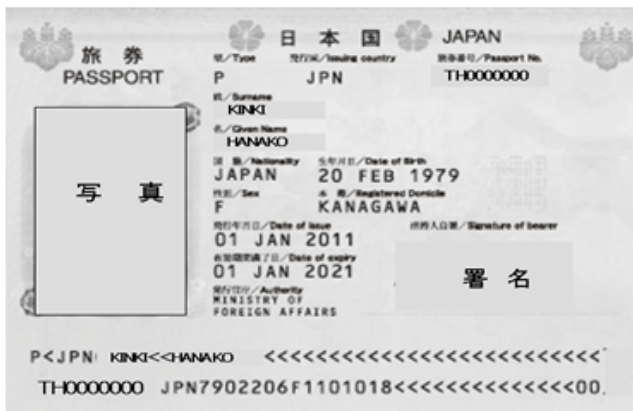 旅券 日本国 JAPAN
PASSPORT
型/Type 発行国/Issuing country 旅券番号/Passport No.
P JPN TH0000000
姓/Surname
KINKI
名/Given Name
HANAKO
国籍/Nationality 生年月日/Date of Birth
JAPAN 20 FEB 1979
性別/Sex 本籍/Registered Domicile
F KANAGAWA
発行年月日/Date of issue 所持人自署/Signature of bearer
01 JAN 2011
有効期間満了日/Date of expiry
01 JAN 2021
発行官庁/Authority
MINISTRY OF
FOREIGN AFFAIRS
写真
署名
P<JPN KINKI<<HANAKO <<<<<<<<<<<<<<<<<<<<<<<<<<<
TH0000000 JPN7902206F1101018<<<<<<<<<<<<<<00